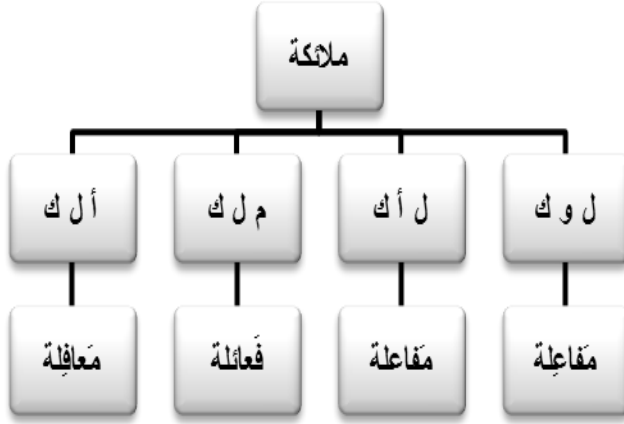 ملائكة
ل و ك
ل أ ك
م ل ك
أ ل ك
مَفاعِلة
مَفاعلة
فَعائلة
مَعافِلة